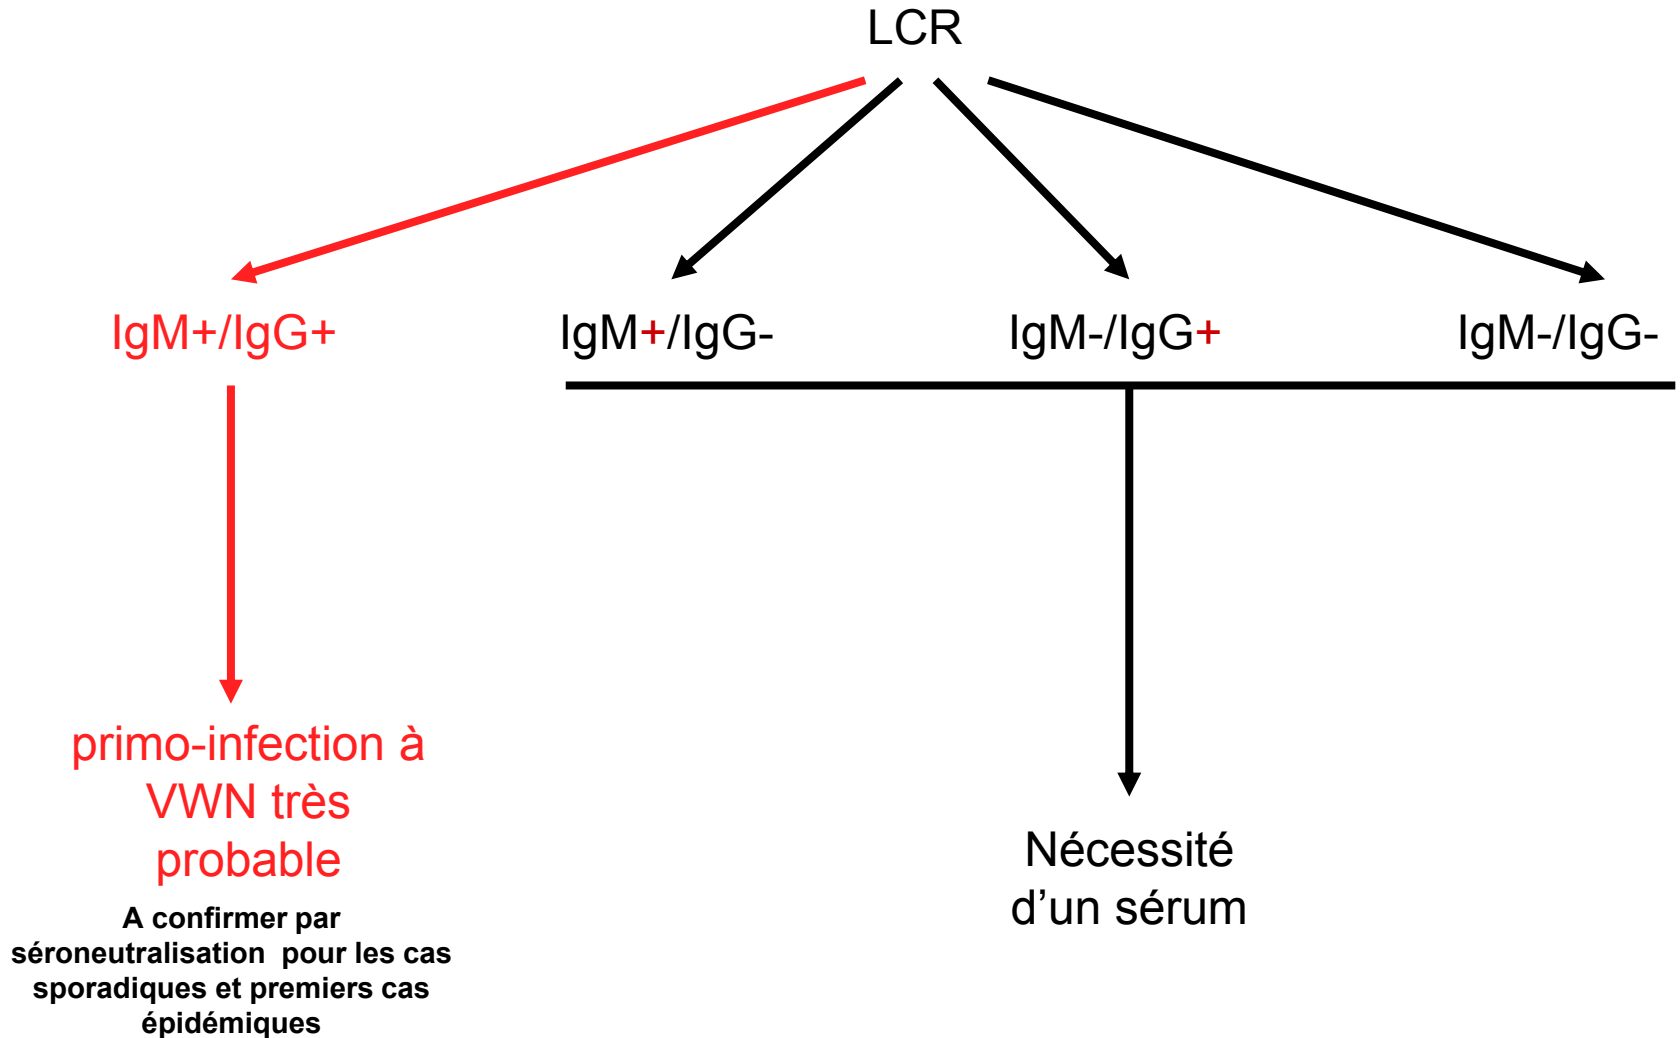 LCR
IgM+/IgG+
IgM+/IgG-
IgM-/IgG+
IgM-/IgG-
primo-infection à
VWN très
probable
A confirmer par
séroneutralisation pour les cas
sporadiques et premiers cas
épidémiques
Nécessité
d’un sérum